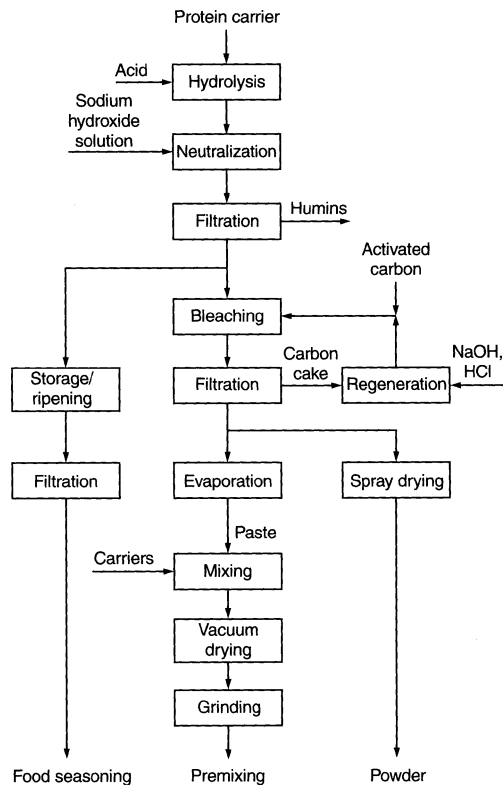 Protein carrier
Acid
Hydrolysis
Sodium
hydroxide
solution
Neutralization
Filtration
Humins
Activated
carbon
Bleaching
Carbon
cake
NaOH,
HCl
Storage/
ripening
Filtration
Regeneration
Filtration
Evaporation
Spray drying
Paste
Carriers
Mixing
Vacuum
drying
Grinding
Food seasoning
Premixing
Powder